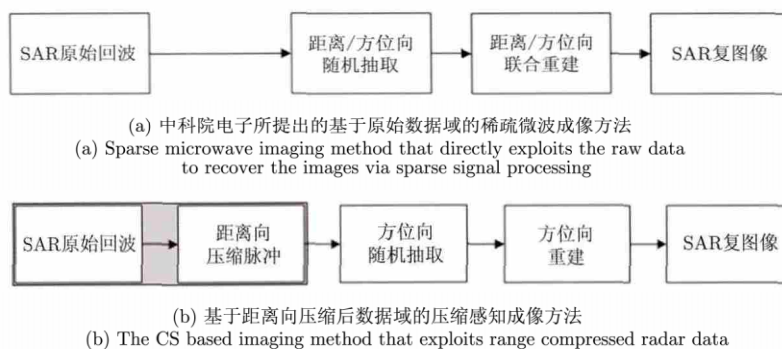 SAR原始回波
距离/方位向
随机抽取
距离/方位向
联合重建
SAR复图像
(a) 中科院电子所提出的基于原始数据域的稀疏微波成像方法
(a) Sparse microwave imaging method that directly exploits the raw data
to recover the images via sparse signal processing
SAR原始回波
距离向
压缩脉冲
方位向
随机抽取
方位向
重建
SAR复图像
(b) 基于距离向压缩后数据域的压缩感知成像方法
(b) The CS based imaging method that exploits range compressed radar data